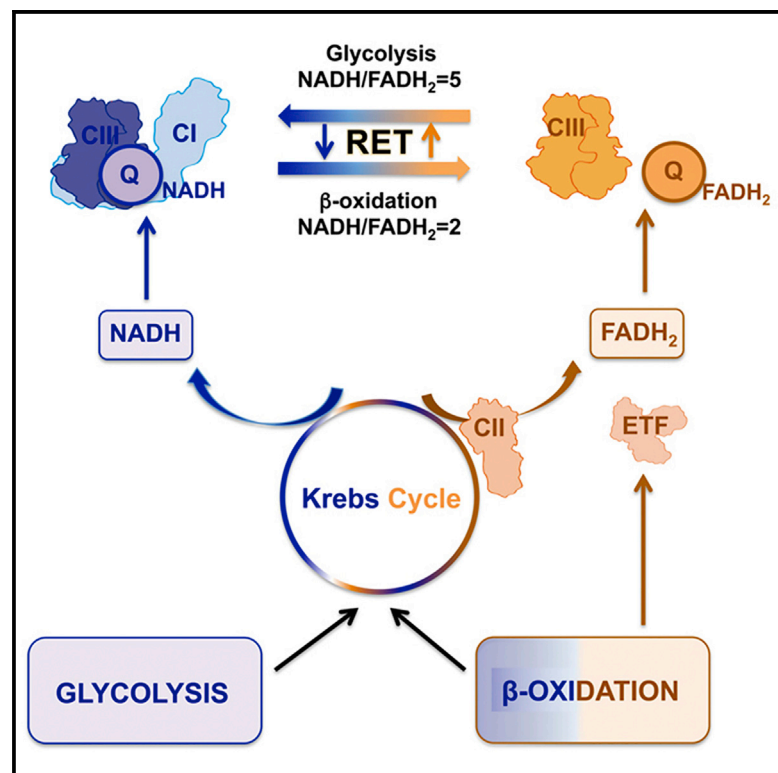 Glycolysis
NADH/FADH₂=5
CIII
CI
Q
NADH
RET
CIII
Q
FADH₂
β-oxidation
NADH/FADH₂=2
NADH
FADH₂
CII
ETF
Krebs Cycle
GLYCOLYSIS
β-OXIDATION